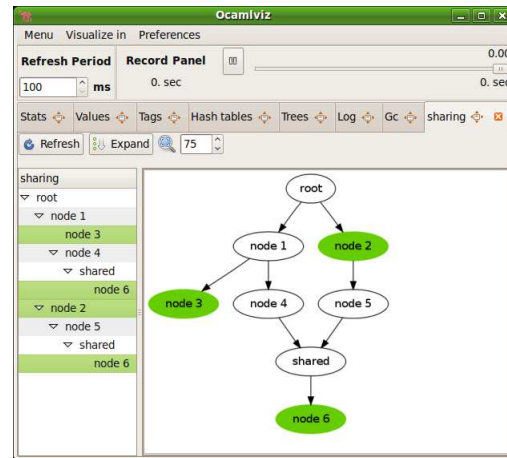 Ocamlviz
Menu Visualize in Preferences
Refresh Period Record Panel 0.00
100 ms 0. sec 0. sec
Stats Values Tags Hash tables Trees Log Gc sharing
Refresh Expand 75
sharing
root
node 1
node 3
node 4
shared
node 6
node 2
node 5
shared
node 6
root
node 1 node 2
node 3 node 4 node 5
shared
node 6